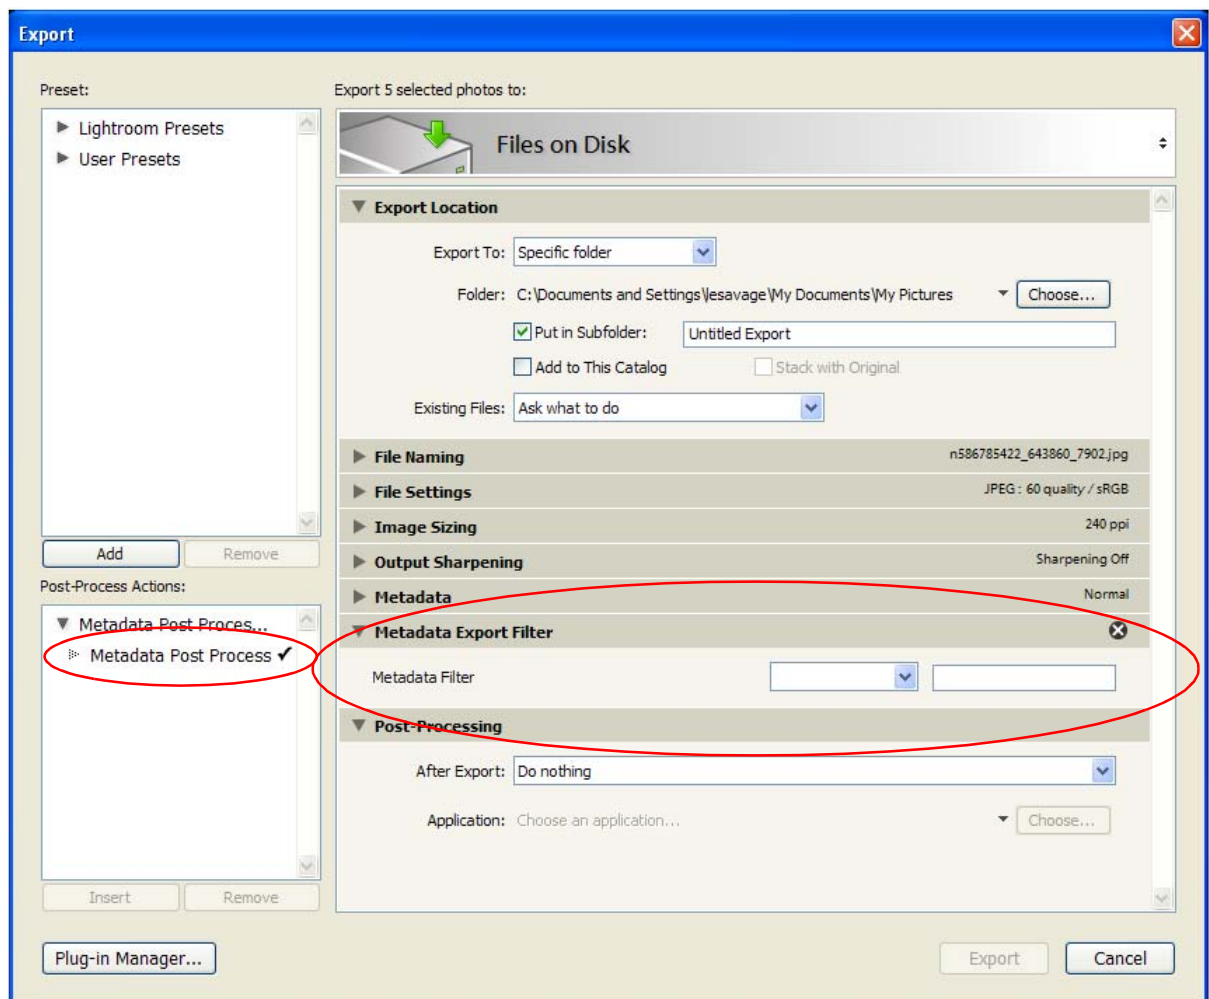 Export
Preset:
Lightroom Presets
User Presets
Add Remove
Post-Process Actions:
Metadata Post Proces...
Metadata Post Process ✔
Insert Remove
Plug-in Manager...
Export 5 selected photos to:
Files on Disk
Export Location
Export To: Specific folder
Folder: C:\Documents and Settings\lesavage\My Documents\My Pictures Choose...
Put in Subfolder: Untitled Export
Add to This Catalog Stack with Original
Existing Files: Ask what to do
File Naming n586785422_643860_7902.jpg
File Settings JPEG : 60 quality / sRGB
Image Sizing 240 ppi
Output Sharpening Sharpening Off
Metadata Normal
Metadata Export Filter
Metadata Filter
Post-Processing
After Export: Do nothing
Application: Choose an application... Choose...
Export Cancel